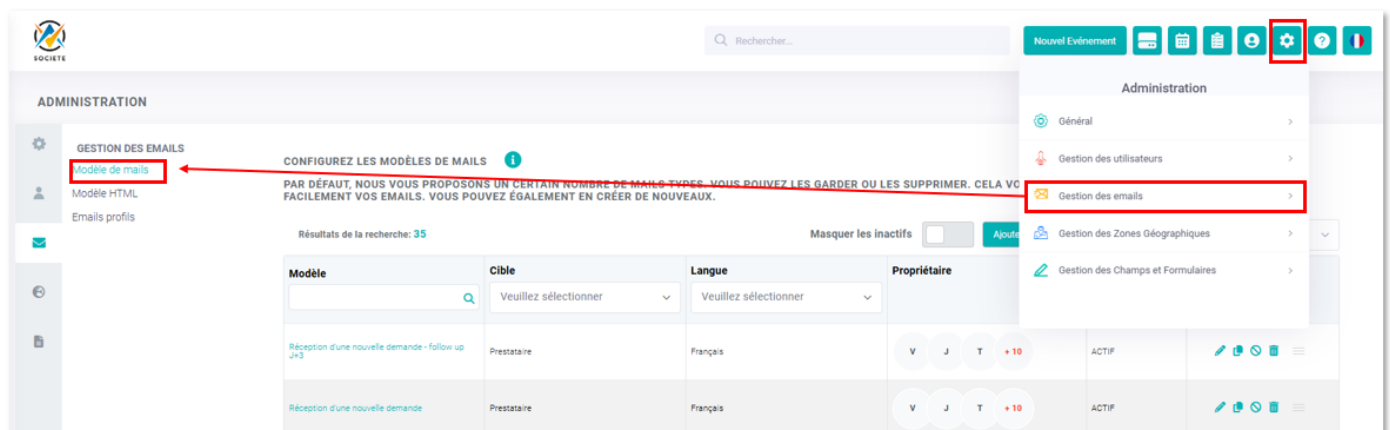 SOCIETE
Rechercher...
Nouvel Evénement
ADMINISTRATION
Administration
Général
Gestion des utilisateurs
Gestion des emails
Gestion des Zones Géographiques
Gestion des Champs et Formulaires
GESTION DES EMAILS
Modèle de mails
Modèle HTML
Emails profils
CONFIGUREZ LES MODÈLES DE MAILS
PAR DÉFAUT, NOUS VOUS PROPOSONS UN CERTAIN NOMBRE DE MAILS TYPES. VOUS POUVEZ LES GARDER OU LES SUPPRIMER. CELA VO
FACILEMENT VOS EMAILS. VOUS POUVEZ ÉGALEMENT EN CRÉER DE NOUVEAUX.
Résultats de la recherche: 35
Masquer les inactifs
Ajoute
Modèle Cible Langue Propriétaire
Veuillez sélectionner Veuillez sélectionner
Réception d'une nouvelle demande - follow up
J+3
Prestataire Français V J T + 10 ACTIF
Réception d'une nouvelle demande Prestataire Français V J T + 10 ACTIF